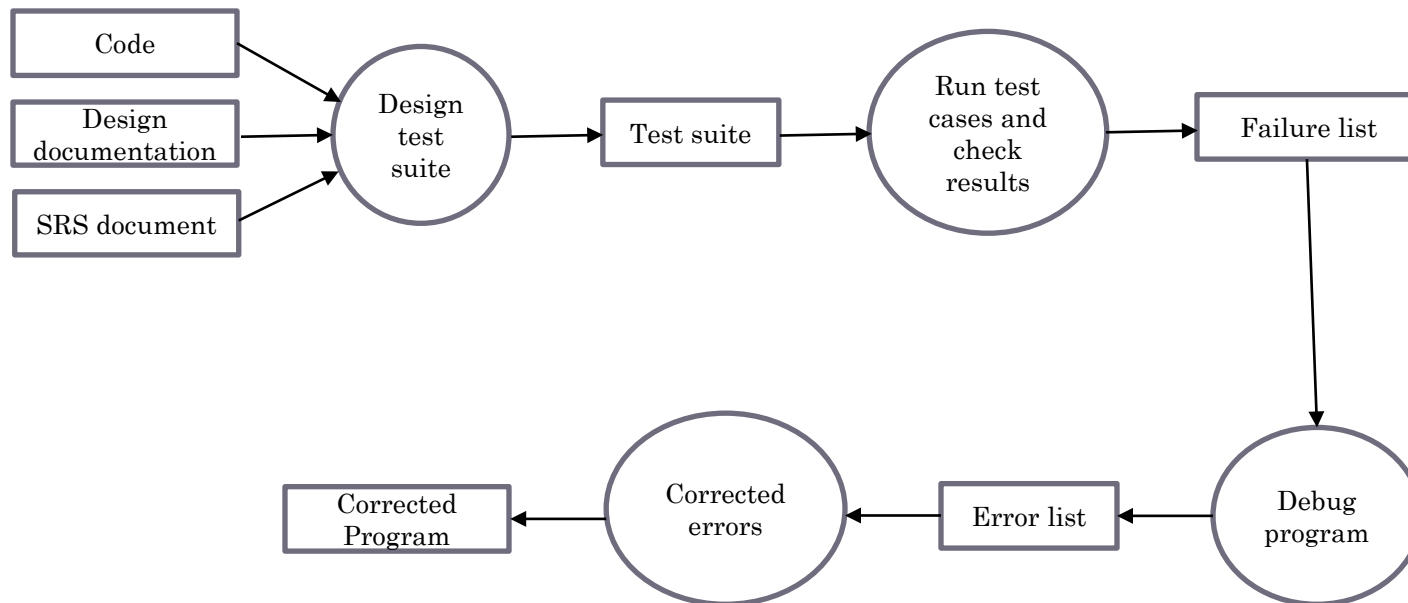 Code
Design
documentation
SRS document
Design
test
suite
Test suite
Run test
cases and
check
results
Failure list
Debug
program
Error list
Corrected
errors
Corrected
Program